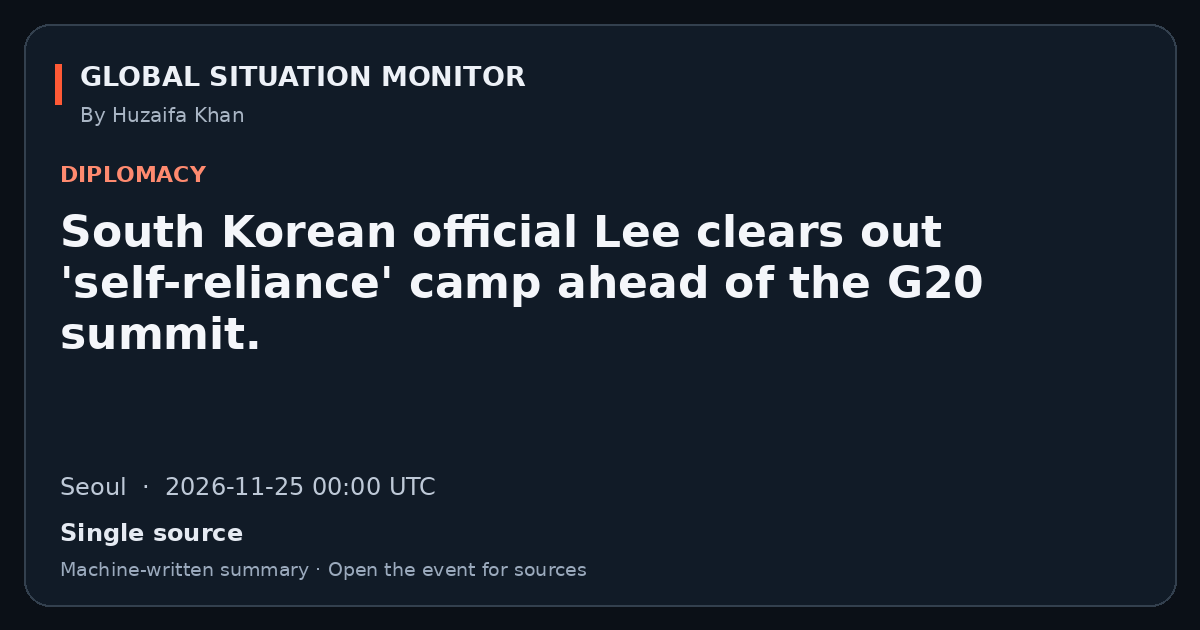 GLOBAL SITUATION MONITOR
By Huzaifa Khan
DIPLOMACY
South Korean official Lee clears out
'self-reliance' camp ahead of the G20
summit.
Seoul · 2026-11-25 00:00 UTC
Single source
Machine-written summary · Open the event for sources